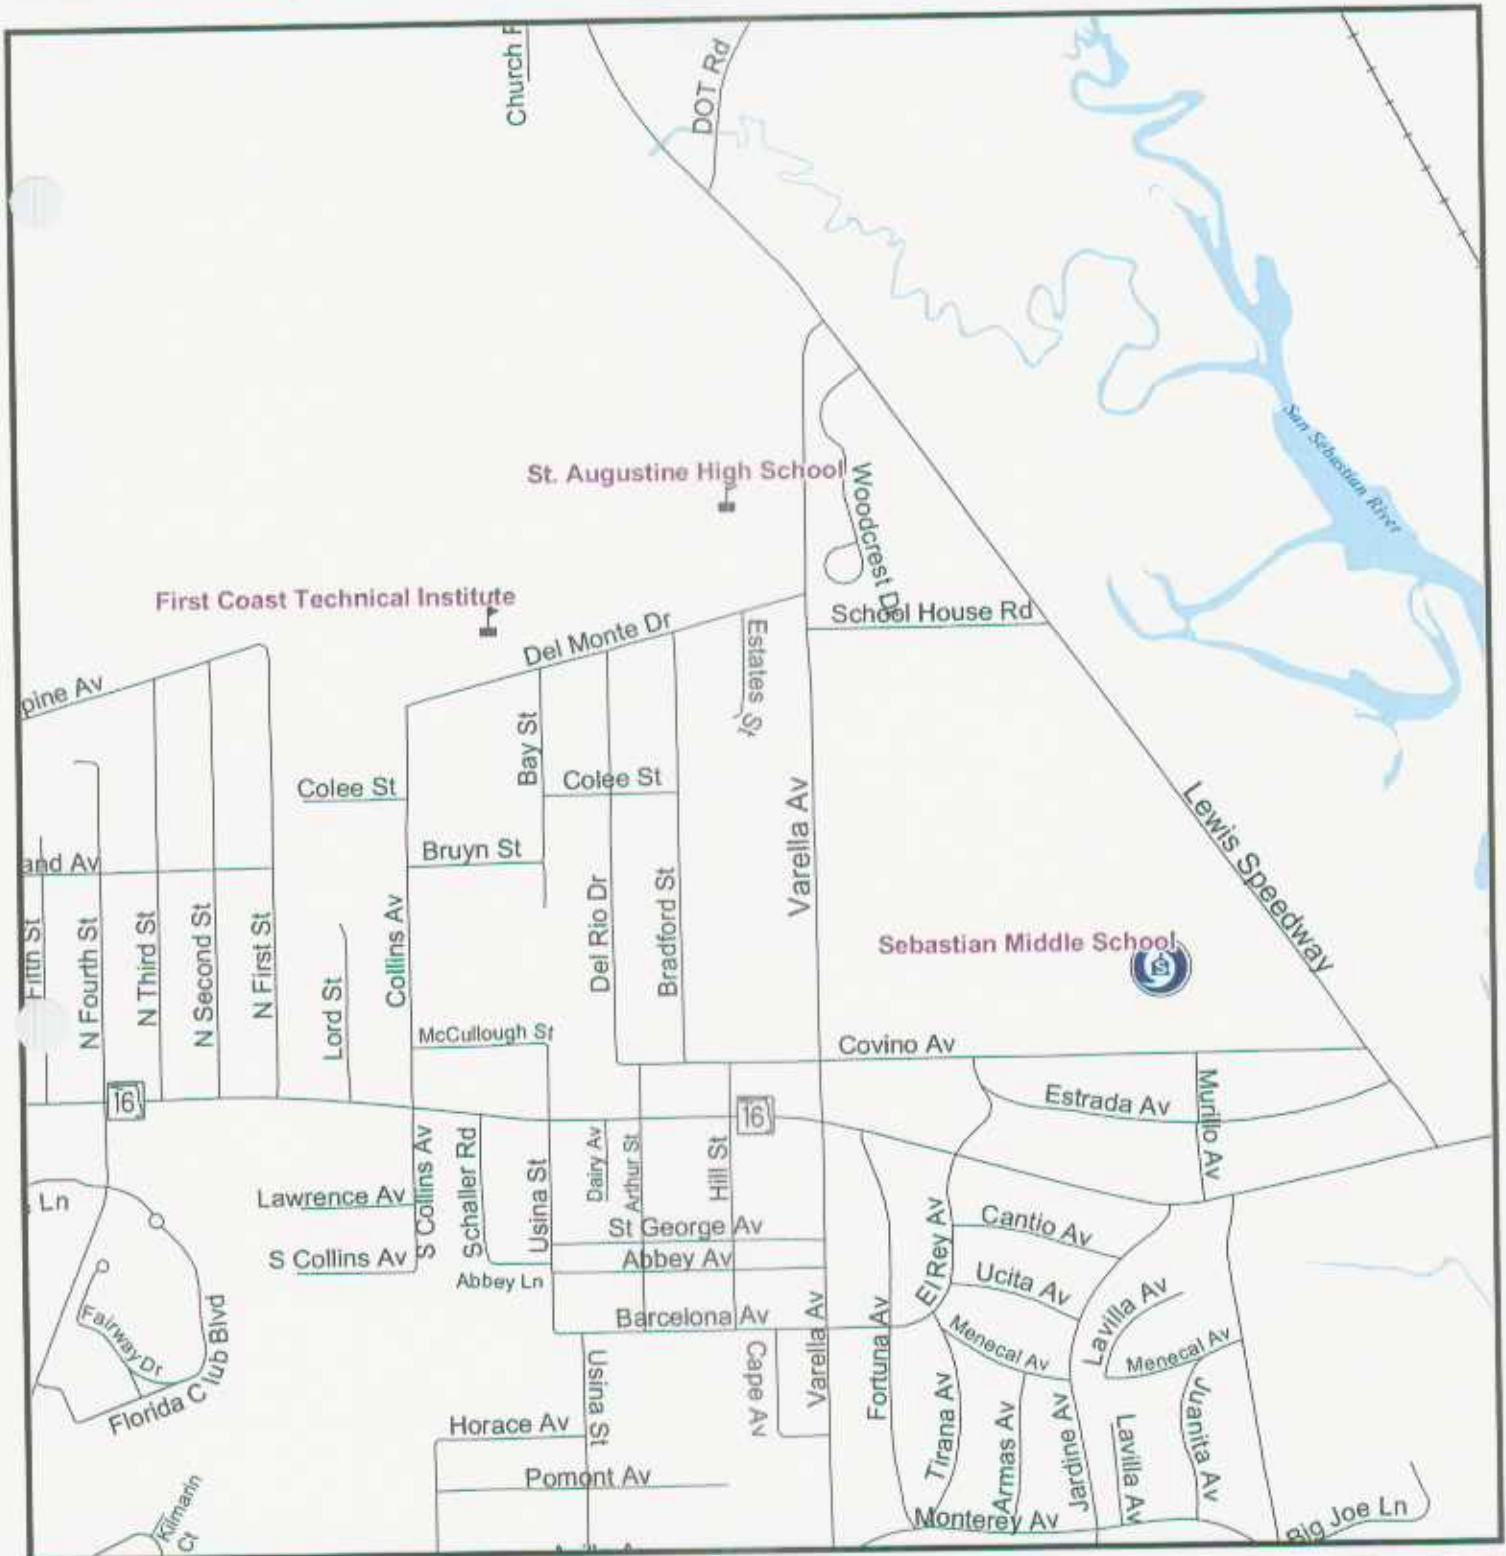 Church
DOT Rd
San Sebastian River
St. Augustine High School
Woodcrest Dr
First Coast Technical Institute
School House Rd
Del Monte Dr
Estates St
pine Av
Bay St
Colee St
Colee St
Varella Av
Lewis Speedway
Bruyn St
and Av
Collins Av
Del Rio Dr
Bradford St
Fifth St
N Fourth St
N Third St
N Second St
N First St
Lord St
Sebastian Middle School
S
McCullough St
Covino Av
16
16
Estrada Av
Murillo Av
S Collins Av
Schaller Rd
Usina St
Dairy Av
Arthur St
Hill St
Ln
Lawrence Av
St George Av
Cantio Av
El Rey Av
S Collins Av
Abbey Ln
Abbey Av
Ucita Av
Lavilla Av
Barcelona Av
Varella Av
Fortuna Av
Menecal Av
Menecal Av
Fairway Dr
Florida Club Blvd
Usina St
Cape Av
Tirana Av
Armas Av
Jardine Av
Lavilla Av
Juanita Av
Horace Av
Pomont Av
Monterey Av
Big Joe Ln
Kilmarin Ct